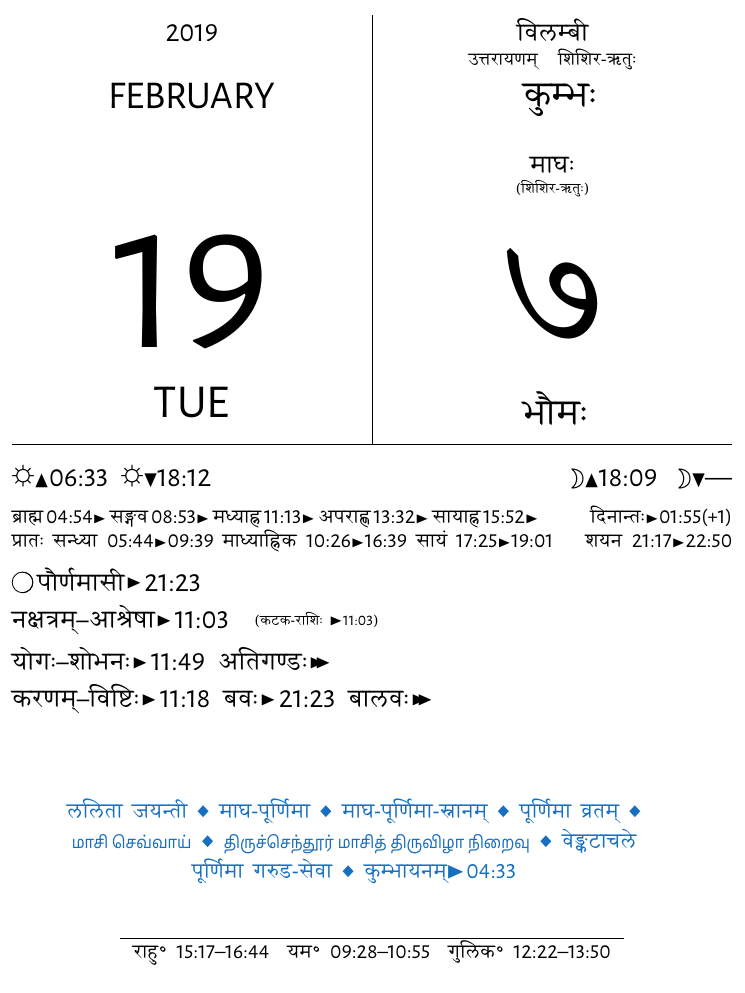 2019
FEBRUARY
19
TUE
विलम्बी
उत्तरायणम् शिशिर-ऋतुः
कुम्भः
माघः
(शिशिर-ऋतुः)
७
भौमः
☼▲06:33 ☼▼18:12 ☽▲18:09 ☽▼—
ब्राह्म 04:54► सङ्गव 08:53► मध्याह्न 11:13► अपराह्ण 13:32► सायाह्न 15:52► दिनान्तः►01:55(+1)
प्रातः सन्ध्या 05:44►09:39 माध्याह्निक 10:26►16:39 सायं 17:25►19:01 शयन 21:17►22:50
○पौर्णमासी►21:23
नक्षत्रम्–आश्रेषा►11:03 (कटक-राशिः ►11:03)
योगः–शोभनः►11:49 अतिगण्डः►►
करणम्–विष्टिः►11:18 बवः►21:23 बालवः►►
ललिता जयन्ती ◆ माघ-पूर्णिमा ◆ माघ-पूर्णिमा-स्नानम् ◆ पूर्णिमा व्रतम् ◆
மாசி செவ்வாய் ◆ திருச்செந்தூர் மாசித் திருவிழா நிறைவு ◆ वेङ्कटाचले
पूर्णिमा गरुड-सेवा ◆ कुम्भायनम्►04:33
राहु° 15:17–16:44 यम° 09:28–10:55 गुलिक° 12:22–13:50